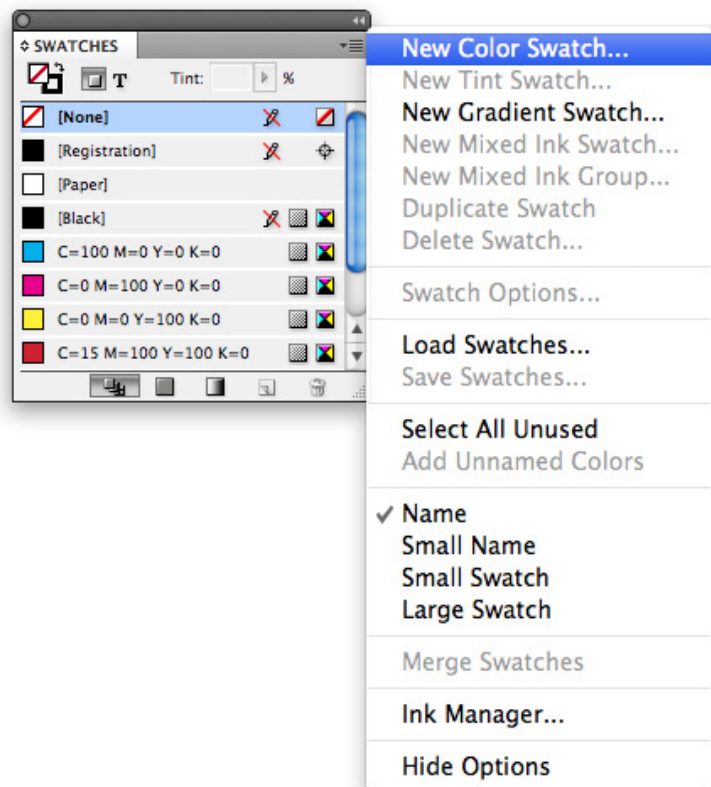 SWATCHES
T Tint: %
[None]
[Registration]
[Paper]
[Black]
C=100 M=0 Y=0 K=0
C=0 M=100 Y=0 K=0
C=0 M=0 Y=100 K=0
C=15 M=100 Y=100 K=0
New Color Swatch...
New Tint Swatch...
New Gradient Swatch...
New Mixed Ink Swatch...
New Mixed Ink Group...
Duplicate Swatch
Delete Swatch...
Swatch Options...
Load Swatches...
Save Swatches...
Select All Unused
Add Unnamed Colors
Name
Small Name
Small Swatch
Large Swatch
Merge Swatches
Ink Manager...
Hide Options